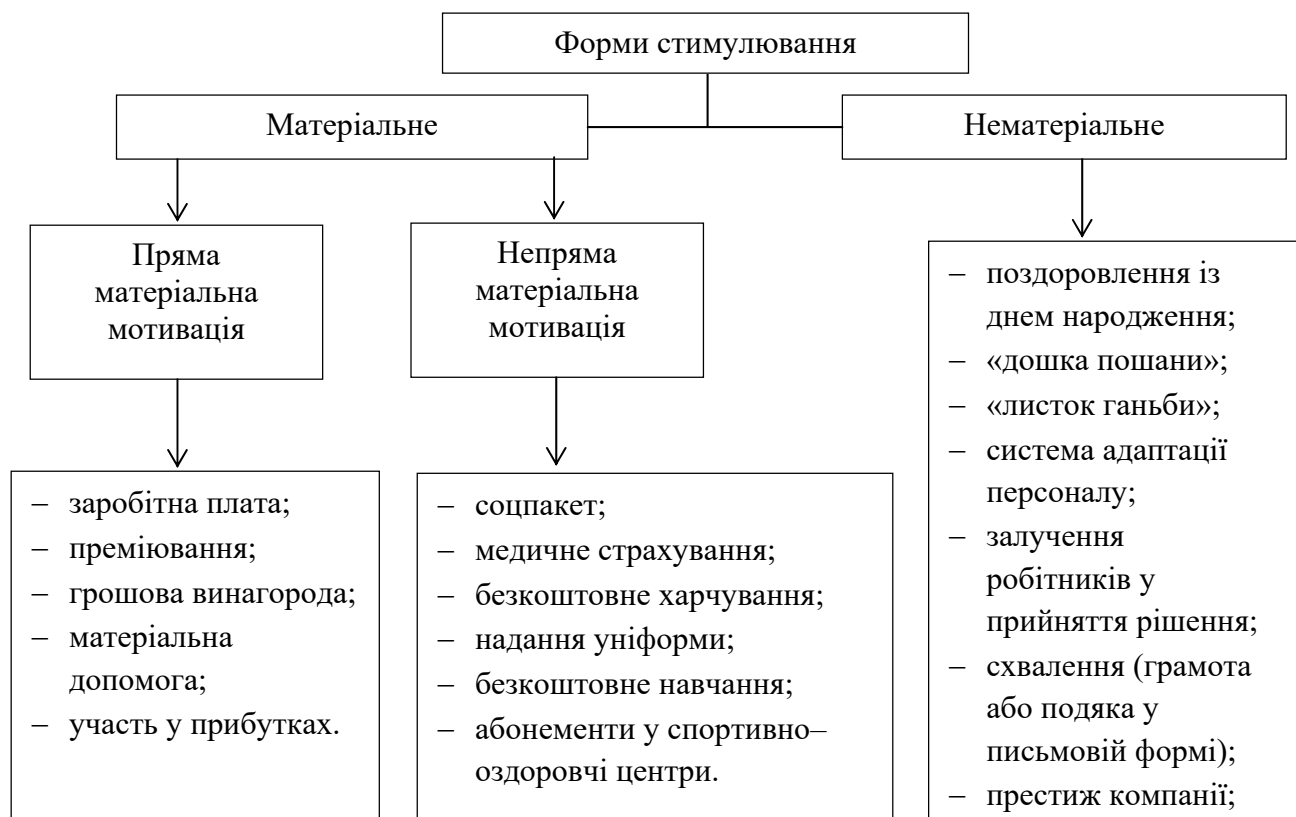 Форми стимулювання
Матеріальне
Нематеріальне
Пряма
матеріальна
мотивація
Непряма
матеріальна
мотивація
– заробітна плата;
– преміювання;
– грошова винагорода;
– матеріальна
допомога;
– участь у прибутках.
– соцпакет;
– медичне страхування;
– безкоштовне харчування;
– надання уніформи;
– безкоштовне навчання;
– абонементи у спортивно–
оздоровчі центри.
– поздоровлення із
днем народження;
– «дошка пошани»;
– «листок ганьби»;
– система адаптації
персоналу;
– залучення
робітників у
прийняття рішення;
– схвалення (грамота
або подяка у
письмовій формі);
– престиж компанії;